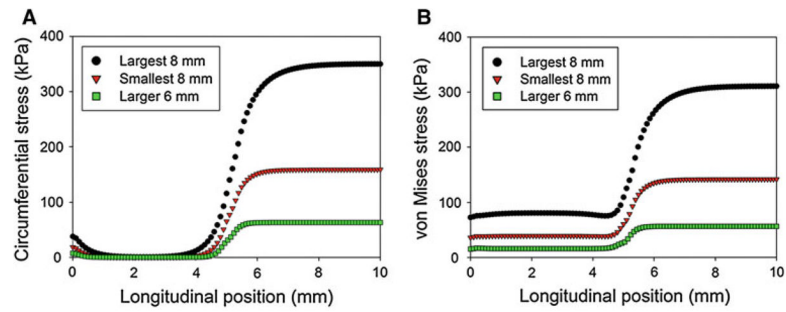 A
Circumferential stress (kPa)
400
300
200
100
0
Largest 8 mm
Smallest 8 mm
Larger 6 mm
0 2 4 6 8 10
Longitudinal position (mm)
B
von Mises stress (kPa)
400
300
200
100
0
Largest 8 mm
Smallest 8 mm
Larger 6 mm
0 2 4 6 8 10
Longitudinal position (mm)